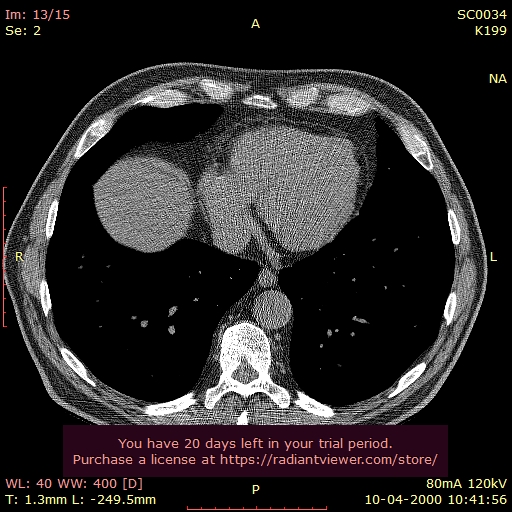 Im: 13/15
Se: 2
A
SC0034
K199
NA
R
L
You have 20 days left in your trial period.
Purchase a license at https://radiantviewer.com/store/
WL: 40 WW: 400 [D]
T: 1.3mm L: -249.5mm
P
80mA 120kV
10-04-2000 10:41:56